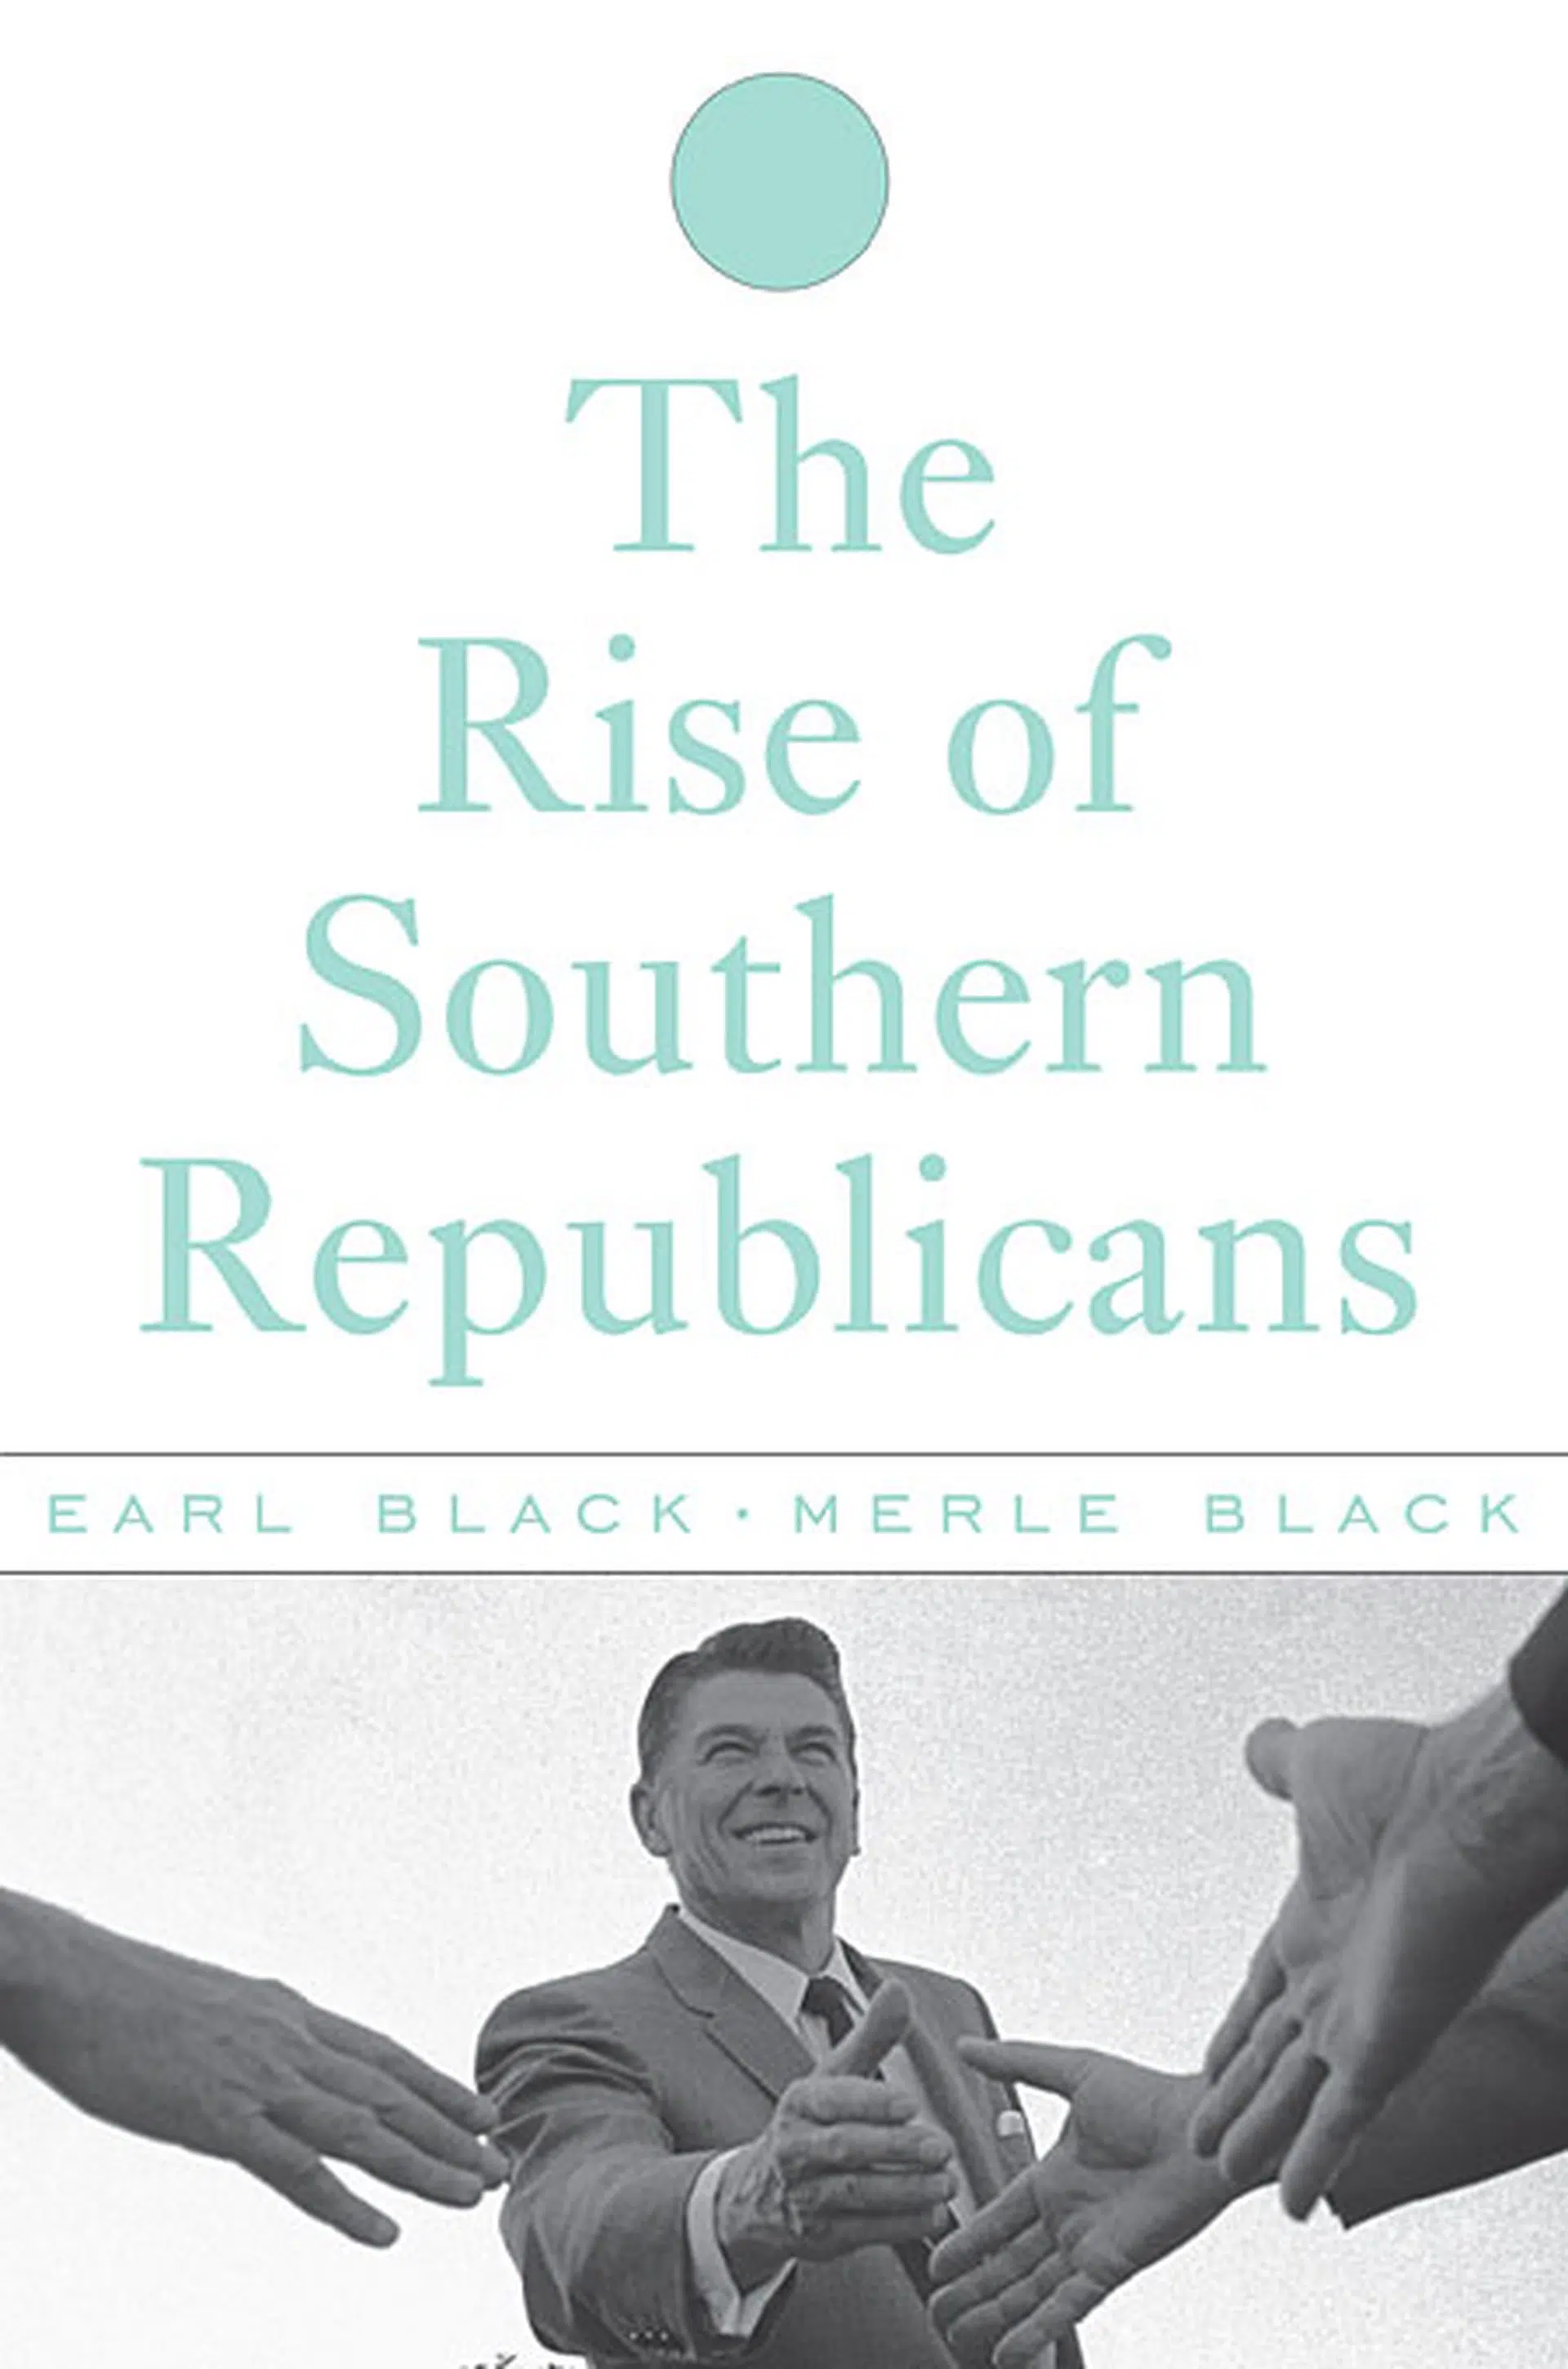 The
Rise of
Southern
Republicans
EARL BLACK · MERLE BLACK